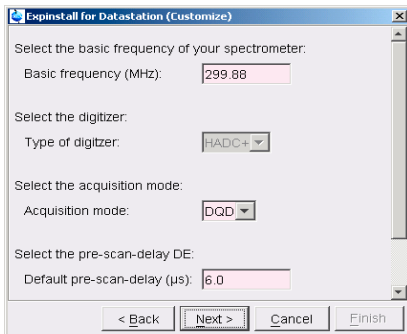 Expinstall for Datastation (Customize)
Select the basic frequency of your spectrometer:
Basic frequency (MHz): 299.88
Select the digitizer:
Type of digitzer: HADC+
Select the acquisition mode:
Acquisition mode: DQD
Select the pre-scan-delay DE:
Default pre-scan-delay (µs): 6.0
< Back Next > Cancel Finish